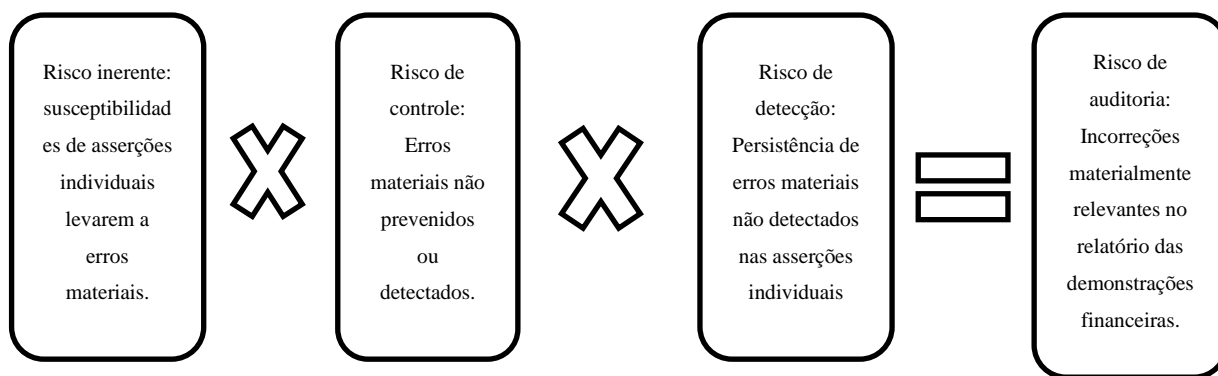 Risco inerente:
susceptibilidad
es de asserções
individuais
levarem a
erros
materiais.
Risco de
controle:
Erros
materiais não
prevenidos
ou
detectados.
Risco de
detecção:
Persistência de
erros materiais
não detectados
nas asserções
individuais
Risco de
auditoria:
Incorreções
materialmente
relevantes no
relatório das
demonstrações
financeiras.